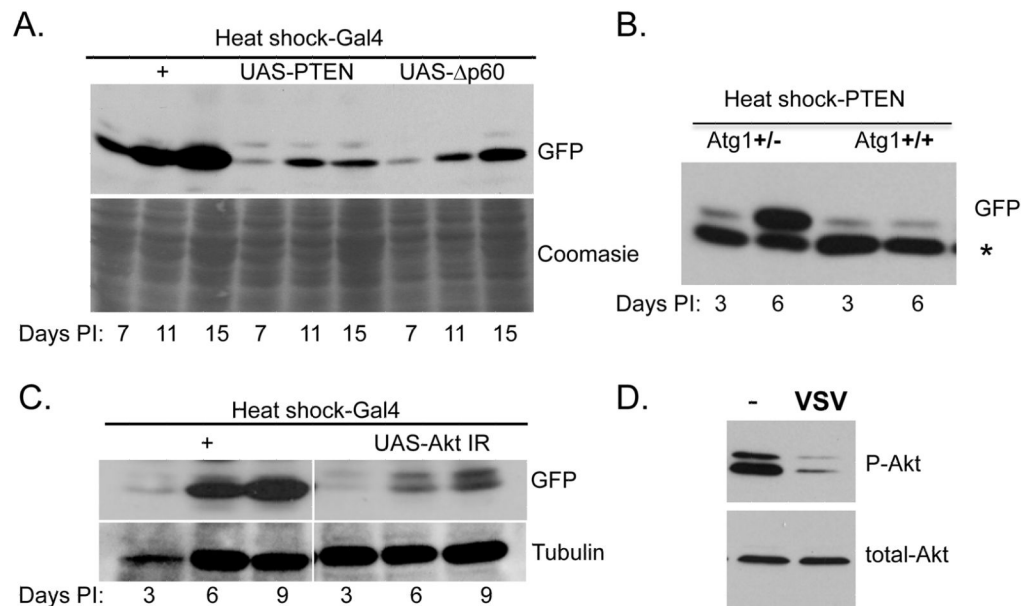 A.
Heat shock-Gal4
+ UAS-PTEN UAS-Δp60
GFP
Coomasie
Days PI: 7 11 15 7 11 15 7 11 15
B.
Heat shock-PTEN
Atg1+/- Atg1+/+
GFP
*
Days PI: 3 6 3 6
C.
Heat shock-Gal4
+ UAS-Akt IR
GFP
Tubulin
Days PI: 3 6 9 3 6 9
D.
- VSV
P-Akt
total-Akt